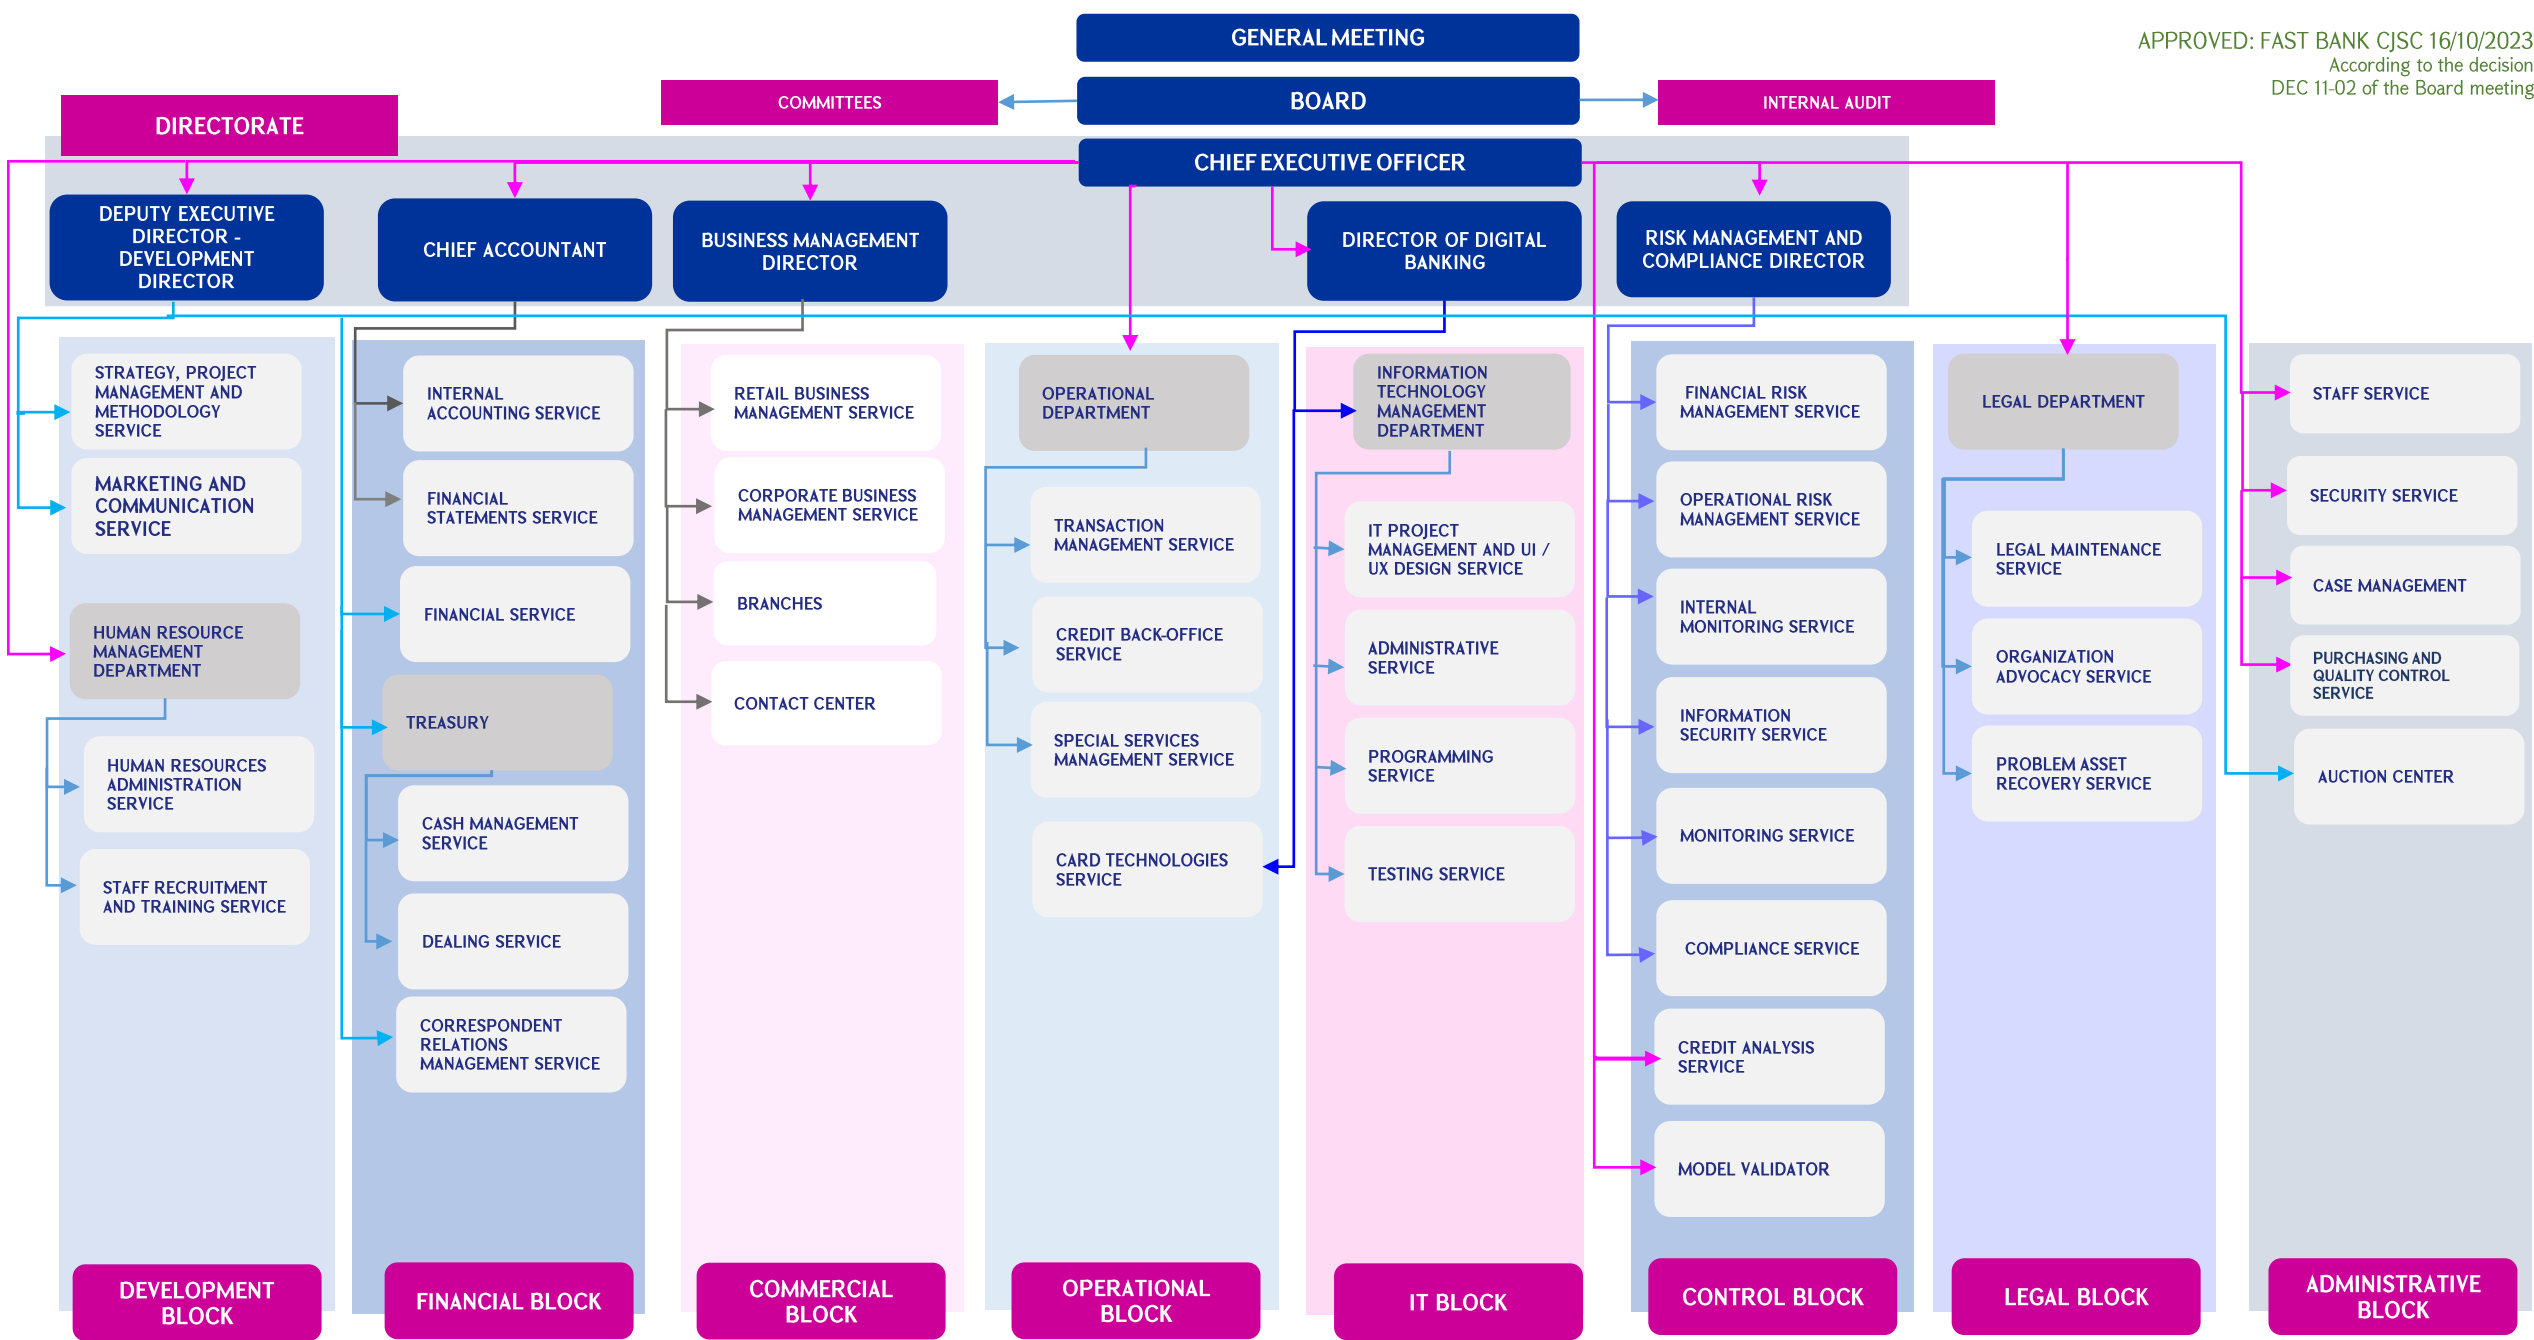 GENERAL MEETING
APPROVED: FAST BANK CJSC 16/10/2023
According to the decision
DEC 11-02 of the Board meeting
COMMITTEES
BOARD
INTERNAL AUDIT
DIRECTORATE
CHIEF EXECUTIVE OFFICER
DEPUTY EXECUTIVE
DIRECTOR -
DEVELOPMENT
DIRECTOR
CHIEF ACCOUNTANT
BUSINESS MANAGEMENT
DIRECTOR
DIRECTOR OF DIGITAL
BANKING
RISK MANAGEMENT AND
COMPLIANCE DIRECTOR
STRATEGY, PROJECT
MANAGEMENT AND
METHODOLOGY
SERVICE
MARKETING AND
COMMUNICATION
SERVICE
HUMAN RESOURCE
MANAGEMENT
DEPARTMENT
HUMAN RESOURCES
ADMINISTRATION
SERVICE
STAFF RECRUITMENT
AND TRAINING SERVICE
DEVELOPMENT
BLOCK
INTERNAL
ACCOUNTING SERVICE
FINANCIAL
STATEMENTS SERVICE
FINANCIAL SERVICE
TREASURY
CASH MANAGEMENT
SERVICE
DEALING SERVICE
CORRESPONDENT
RELATIONS
MANAGEMENT SERVICE
FINANCIAL BLOCK
RETAIL BUSINESS
MANAGEMENT SERVICE
CORPORATE BUSINESS
MANAGEMENT SERVICE
BRANCHES
CONTACT CENTER
COMMERCIAL
BLOCK
OPERATIONAL
DEPARTMENT
TRANSACTION
MANAGEMENT SERVICE
CREDIT BACK-OFFICE
SERVICE
SPECIAL SERVICES
MANAGEMENT SERVICE
CARD TECHNOLOGIES
SERVICE
OPERATIONAL
BLOCK
INFORMATION
TECHNOLOGY
MANAGEMENT
DEPARTMENT
IT PROJECT
MANAGEMENT AND UI /
UX DESIGN SERVICE
ADMINISTRATIVE
SERVICE
PROGRAMMING
SERVICE
TESTING SERVICE
IT BLOCK
FINANCIAL RISK
MANAGEMENT SERVICE
OPERATIONAL RISK
MANAGEMENT SERVICE
INTERNAL
MONITORING SERVICE
INFORMATION
SECURITY SERVICE
MONITORING SERVICE
COMPLIANCE SERVICE
CREDIT ANALYSIS
SERVICE
MODEL VALIDATOR
CONTROL BLOCK
LEGAL DEPARTMENT
LEGAL MAINTENANCE
SERVICE
ORGANIZATION
ADVOCACY SERVICE
PROBLEM ASSET
RECOVERY SERVICE
LEGAL BLOCK
STAFF SERVICE
SECURITY SERVICE
CASE MANAGEMENT
PURCHASING AND
QUALITY CONTROL
SERVICE
AUCTION CENTER
ADMINISTRATIVE
BLOCK